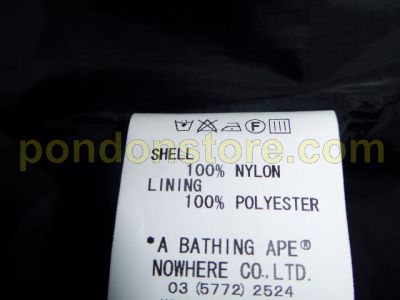 SHELL
100% NYLON
pondonstore.com
LINING
100% POLYESTER
*A BATHING APE®
NOWHERE CO.,LTD.
03 (5772) 2524